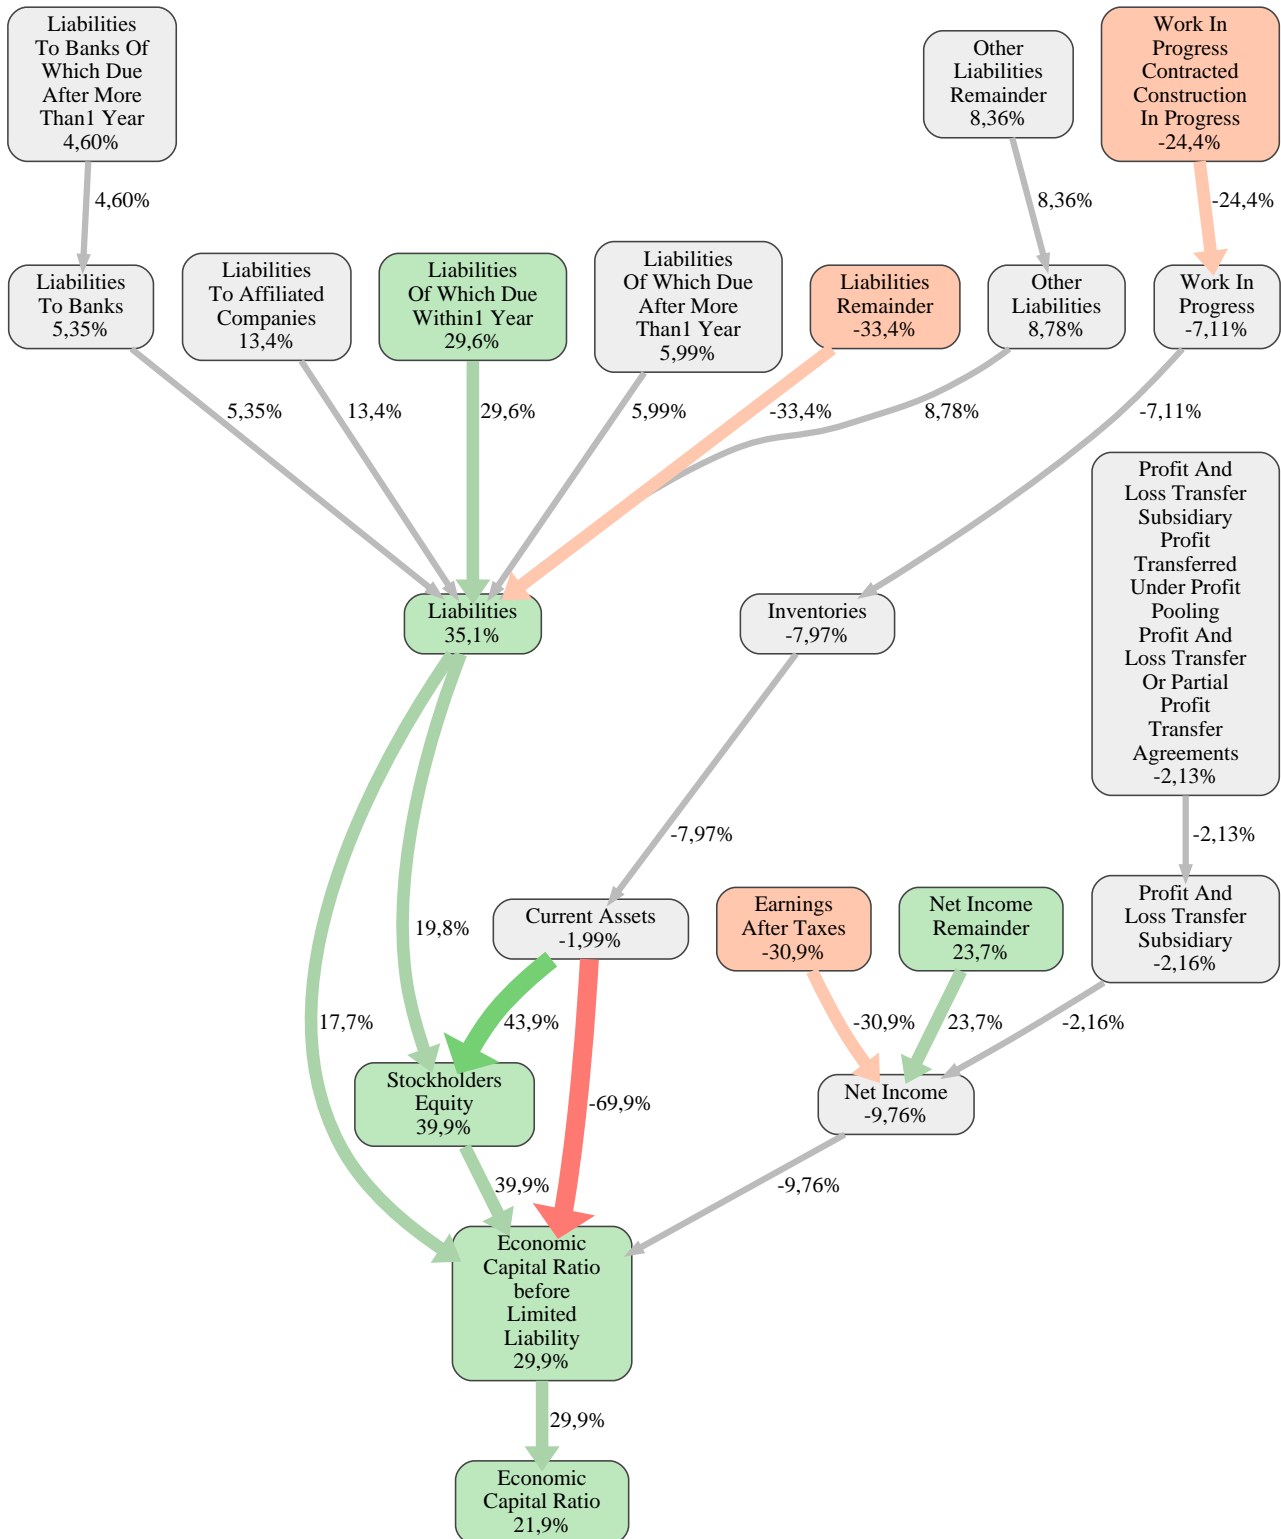 Liabilities
To Banks Of
Which Due
After More
Than1 Year
4,60%
Other
Liabilities
Remainder
8,36%
Work In
Progress
Contracted
Construction
In Progress
-24,4%
4,60%
8,36%
-24,4%
Liabilities
To Banks
5,35%
Liabilities
To Affiliated
Companies
13,4%
Liabilities
Of Which Due
Within1 Year
29,6%
Liabilities
Of Which Due
After More
Than1 Year
5,99%
Liabilities
Remainder
-33,4%
Other
Liabilities
8,78%
Work In
Progress
-7,11%
5,35%
13,4%
29,6%
5,99%
-33,4%
8,78%
-7,11%
Profit And
Loss Transfer
Subsidiary
Profit
Transferred
Under Profit
Pooling
Profit And
Loss Transfer
Or Partial
Profit
Transfer
Agreements
-2,13%
Liabilities
35,1%
Inventories
-7,97%
-7,97%
-2,13%
Current Assets
-1,99%
Earnings
After Taxes
-30,9%
Net Income
Remainder
23,7%
Profit And
Loss Transfer
Subsidiary
-2,16%
19,8%
17,7%
43,9%
-30,9%
23,7%
-2,16%
Stockholders
Equity
39,9%
-69,9%
Net Income
-9,76%
39,9%
-9,76%
Economic
Capital Ratio
before
Limited
Liability
29,9%
29,9%
Economic
Capital Ratio
21,9%